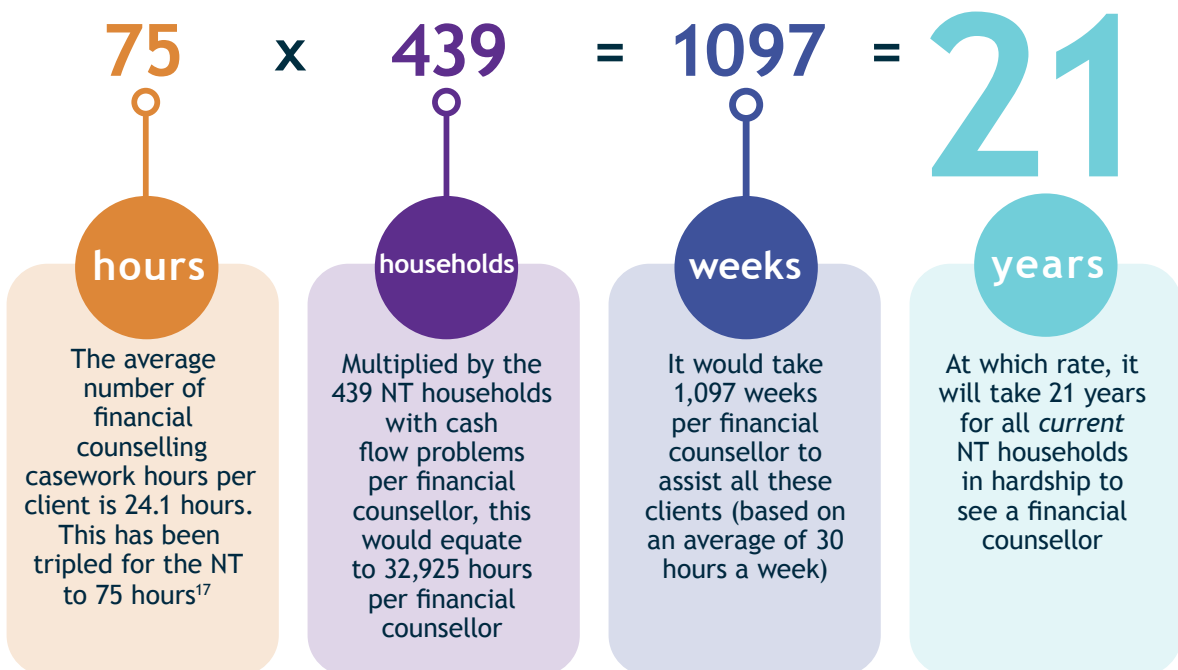 75 x 439 = 1097 = 21
hours
The average
number of
financial
counselling
casework hours per
client is 24.1 hours.
This has been
tripled for the NT
to 75 hours17
households
Multiplied by the
439 NT households
with cash
flow problems
per financial
counsellor, this
would equate
to 32,925 hours
per financial
counsellor
weeks
It would take
1,097 weeks
per financial
counsellor to
assist all these
clients (based on
an average of 30
hours a week)
years
At which rate, it
will take 21 years
for all current
NT households
in hardship to
see a financial
counsellor